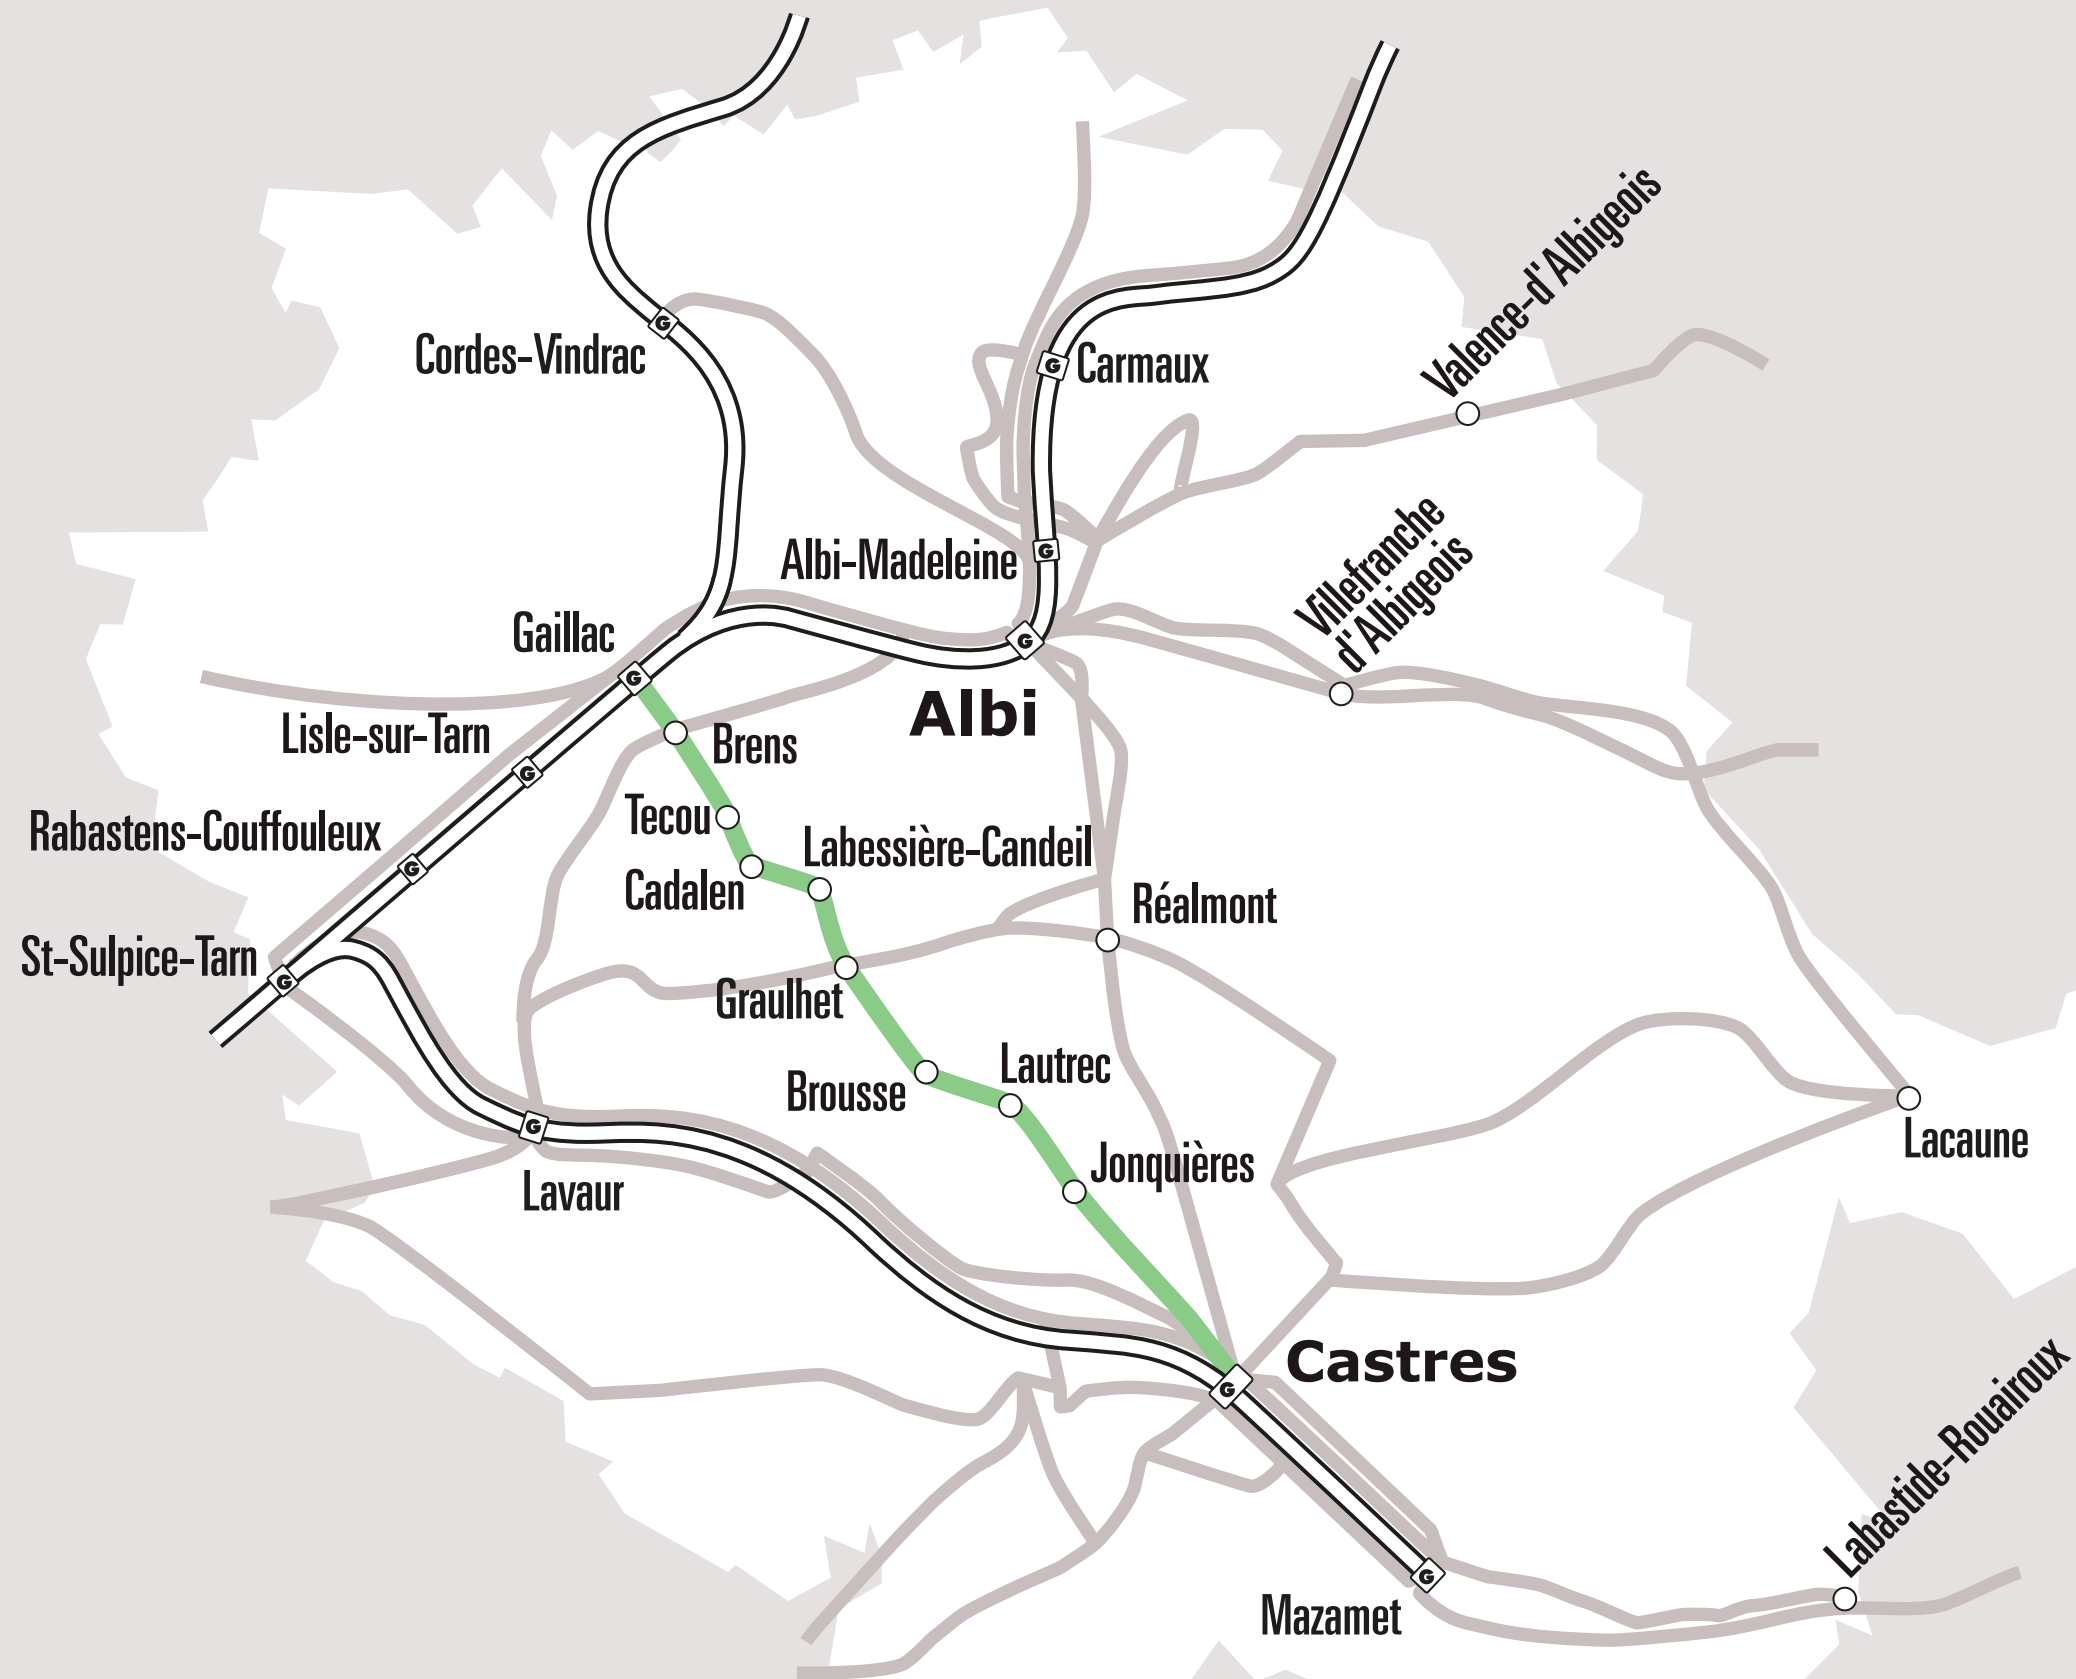 Valence-d'Albigeois
Cordes-Vindrac
G
G
Carmaux
Villefranche
d'Albigeois
Albi-Madeleine
G
Gaillac
G
G
Albi
Lisle-sur-Tarn
G
Brens
Tecou
Rabastens-Couffouleux
G
Labessière-Candeil
Cadalen
Réalmont
St-Sulpice-Tarn
G
Graulhet
Lautrec
Brousse
G
Lavaur
Jonquières
Lacaune
Castres
G
Labastide-Rouairoux
G
Mazamet